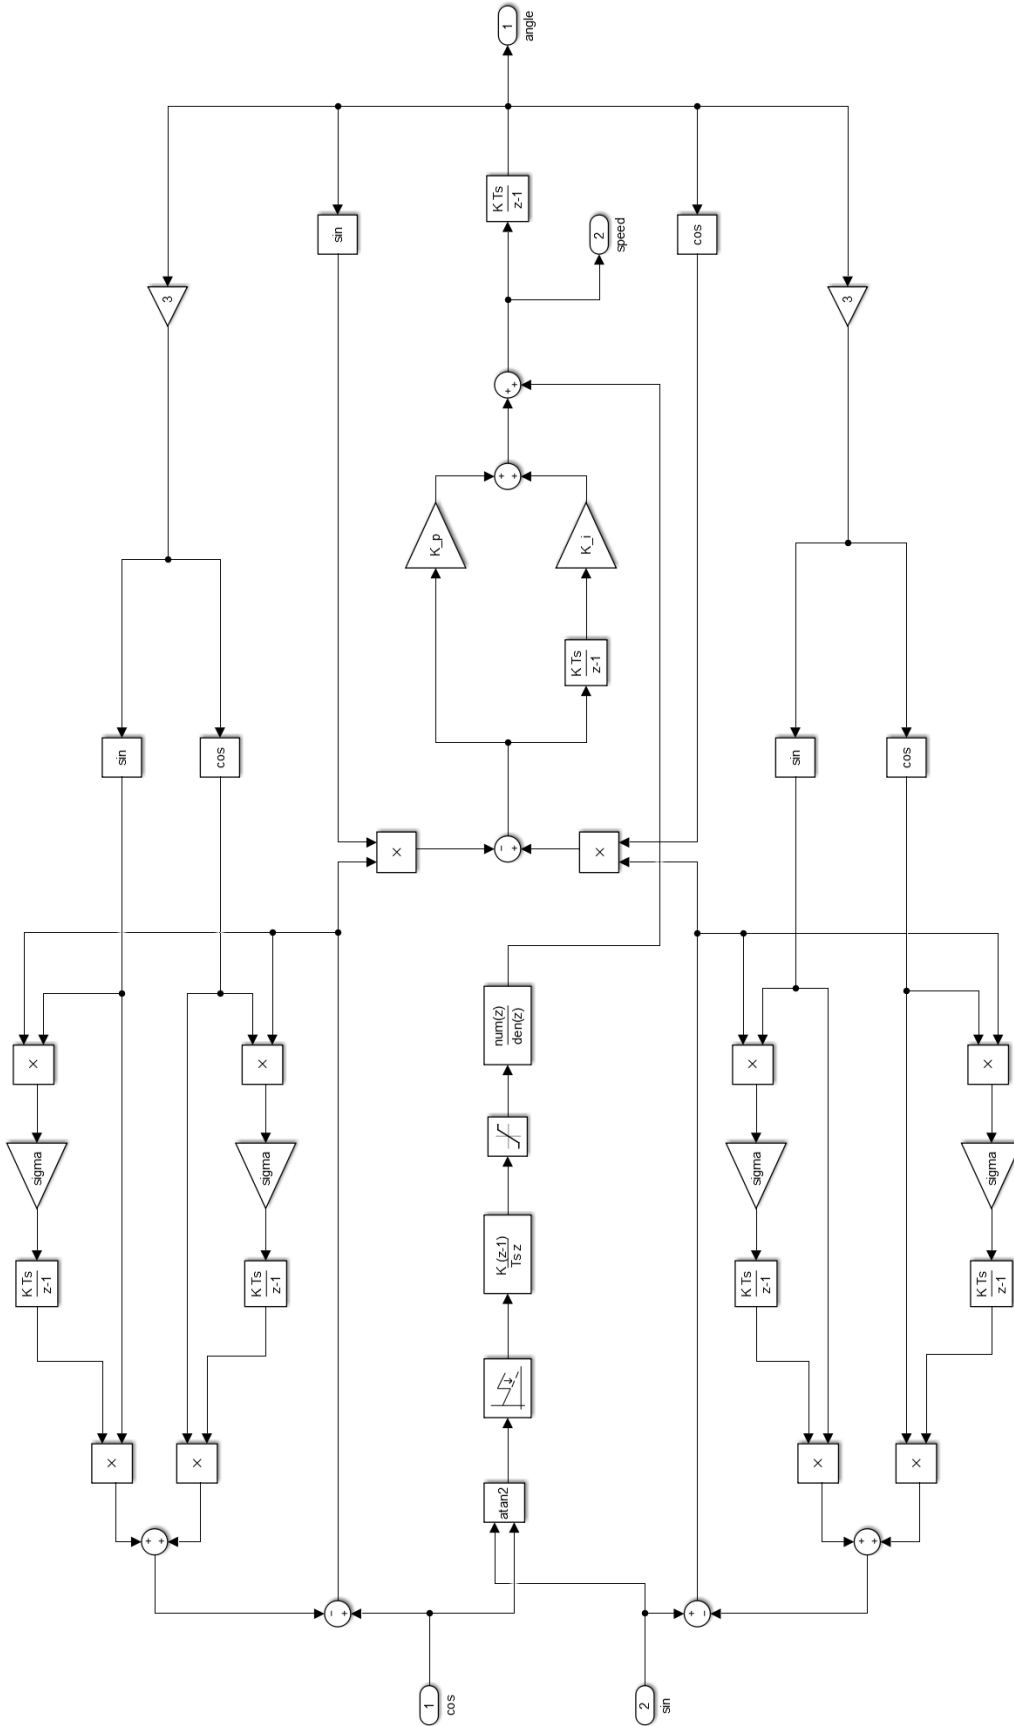 1
angle
K Ts
z-1
sin
2
speed
cos
3
3
+ +
+ +
K_p
K_i
K Ts
z-1
sin
cos
sin
cos
×
- +
×
num(z)
den(z)
×
×
×
×
sigma
sigma
sigma
sigma
K (z-1)
Ts z
K Ts
z-1
K Ts
z-1
K Ts
z-1
K Ts
z-1
×
×
×
×
atan2
+ +
+ +
- +
+ -
1
cos
2
sin